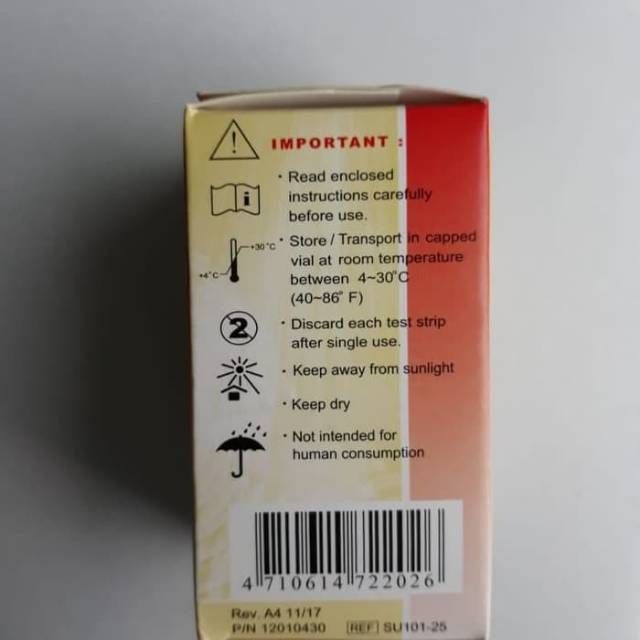 IMPORTANT :
· Read enclosed
instructions carefully
before use.
i
· Store / Transport in capped
vial at room temperature
between 4~30°C
(40~86° F)
+30°C
+4°C
· Discard each test strip
after single use.
2
· Keep away from sunlight
· Keep dry
· Not intended for
human consumption
4 710614 722026
Rev. A4 11/17
P/N 12010430 REF SU101-25